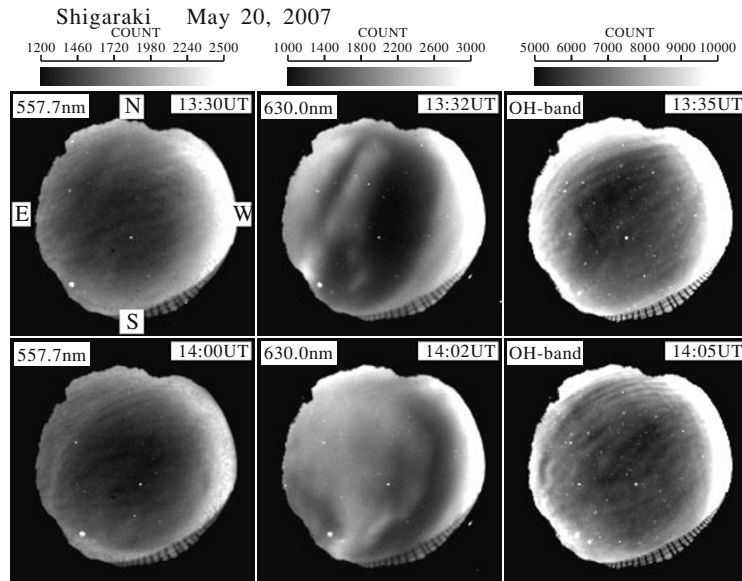 Shigaraki May 20, 2007
COUNT COUNT COUNT
1200 1460 1720 1980 2240 2500 1000 1400 1800 2200 2600 3000 5000 6000 7000 8000 9000 10000
557.7nm N 13:30UT 630.0nm 13:32UT OH-band 13:35UT
E W
S
557.7nm 14:00UT 630.0nm 14:02UT OH-band 14:05UT